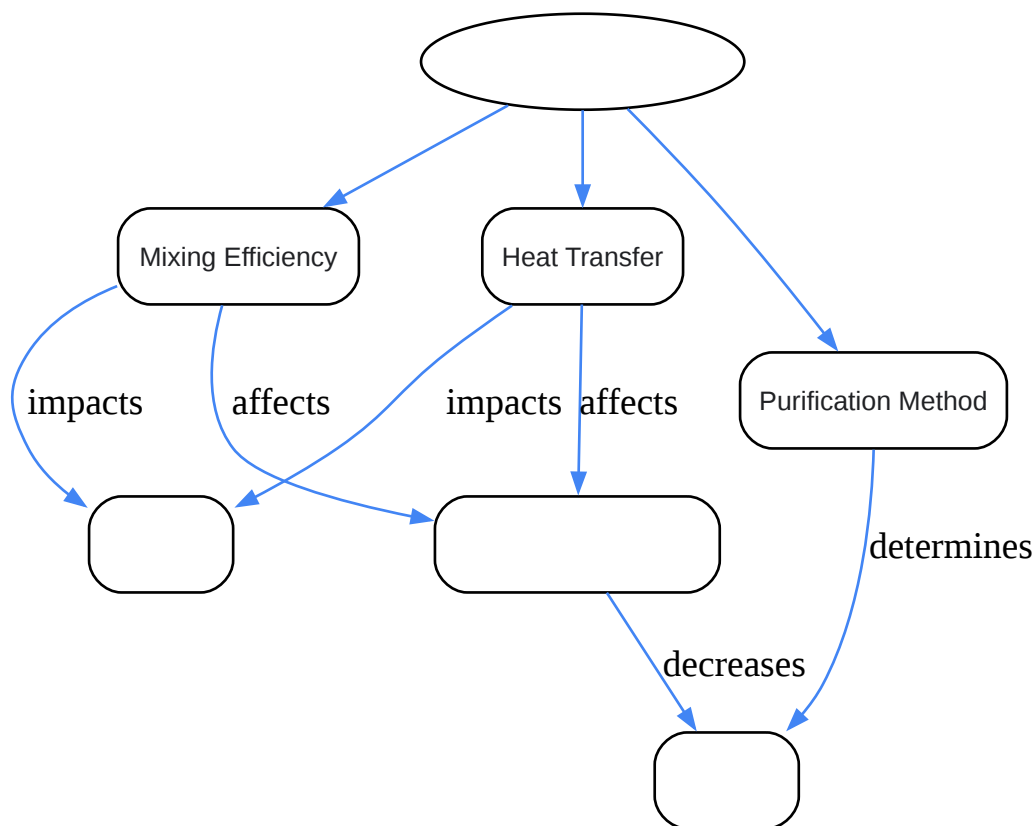 Mixing Efficiency
Heat Transfer
impacts
affects
impacts
affects
Purification Method
determines
decreases